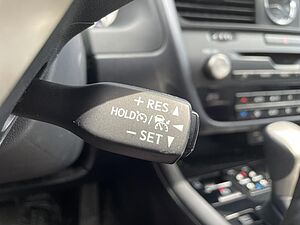 + RES ▲
HOLD / ◀
− SET ▼